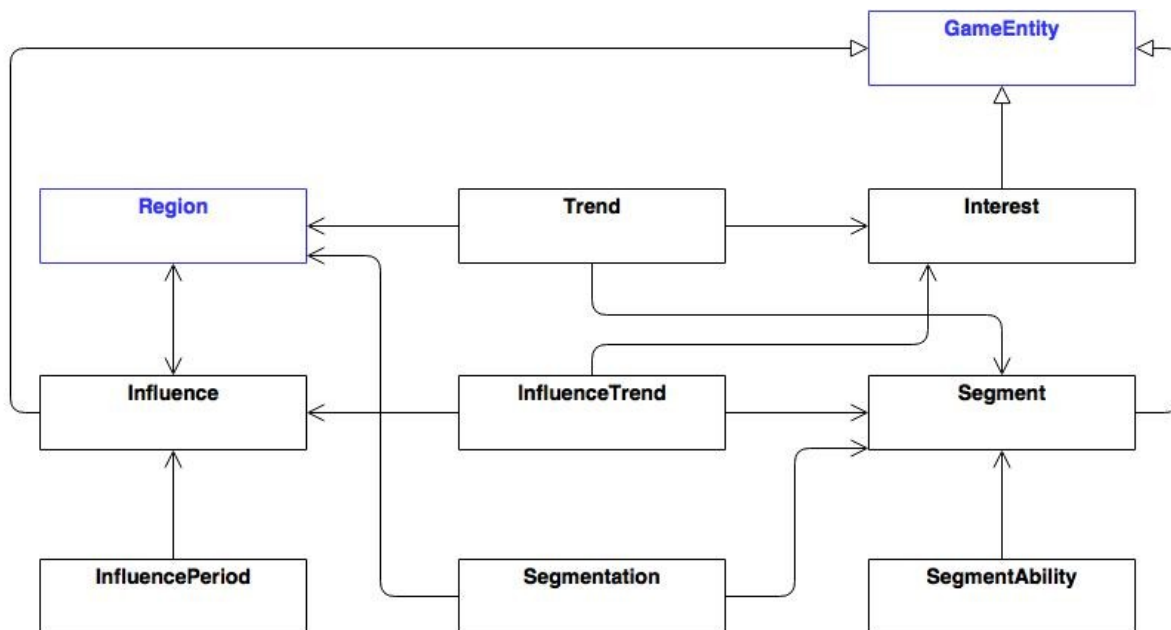 GameEntity
Region
Trend
Interest
Influence
InfluenceTrend
Segment
InfluencePeriod
Segmentation
SegmentAbility